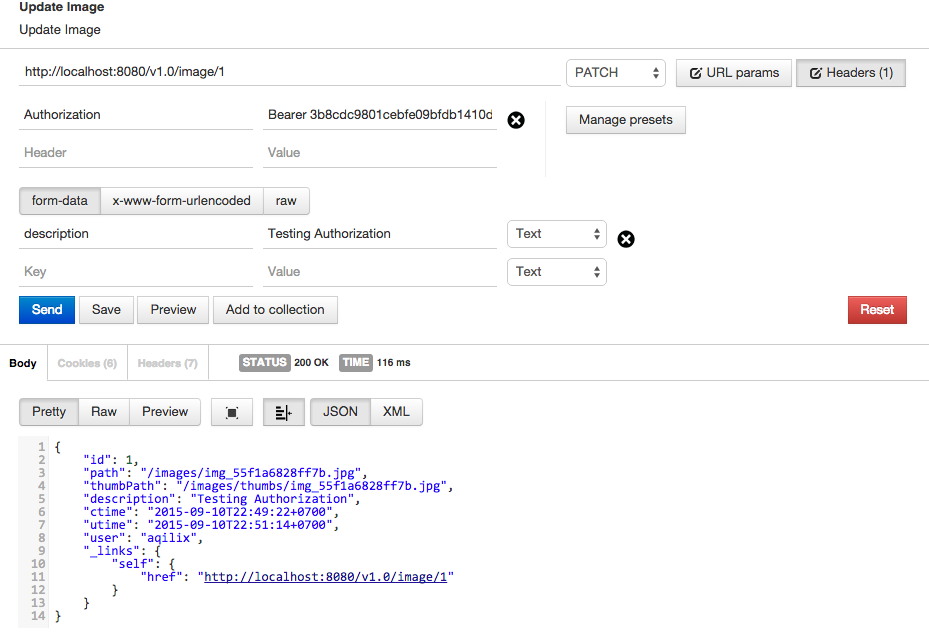 Update Image
Update Image
http://localhost:8080/v1.0/image/1 PATCH URL params Headers (1)
Authorization Bearer 3b8cdc9801cebfe09bfdb1410d Manage presets
Header Value
form-data x-www-form-urlencoded raw
description Testing Authorization Text
Key Value Text
Send Save Preview Add to collection Reset
Body Cookies (6) Headers (7) STATUS 200 OK TIME 116 ms
Pretty Raw Preview JSON XML
1 {
2 "id": 1,
3 "path": "/images/img_55f1a6828ff7b.jpg",
4 "thumbPath": "/images/thumbs/img_55f1a6828ff7b.jpg",
5 "description": "Testing Authorization",
6 "ctime": "2015-09-10T22:49:22+0700",
7 "utime": "2015-09-10T22:51:14+0700",
8 "user": "aqilix",
9 "_links": {
10 "self": {
11 "href": "http://localhost:8080/v1.0/image/1"
12 }
13 }
14 }